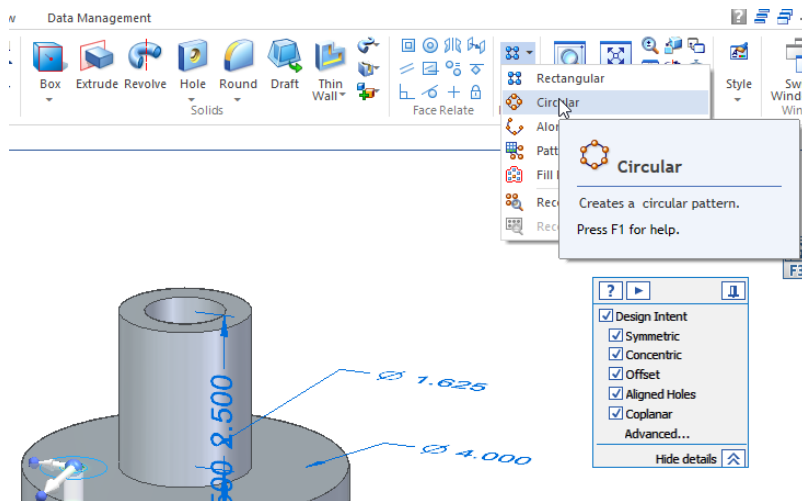 w Data Management
Box Extrude Revolve Hole Round Draft Thin Wall
Solids
Face Relate
Style
Rectangular
Circular
Circular
Creates a circular pattern.
Press F1 for help.
Design Intent
Symmetric
Concentric
Offset
Aligned Holes
Coplanar
Advanced...
Hide details
2.500
Ø 1.625
Ø 4.000